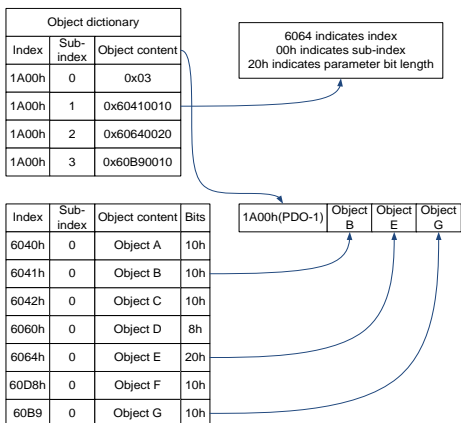 Object dictionary
Index Sub-index Object content
1A00h 0 0x03
1A00h 1 0x60410010
1A00h 2 0x60640020
1A00h 3 0x60B90010
6064 indicates index
00h indicates sub-index
20h indicates parameter bit length
Index Sub-index Object content Bits
6040h 0 Object A 10h
6041h 0 Object B 10h
6042h 0 Object C 10h
6060h 0 Object D 8h
6064h 0 Object E 20h
60D8h 0 Object F 10h
60B9 0 Object G 10h
1A00h(PDO-1) Object B Object E Object G